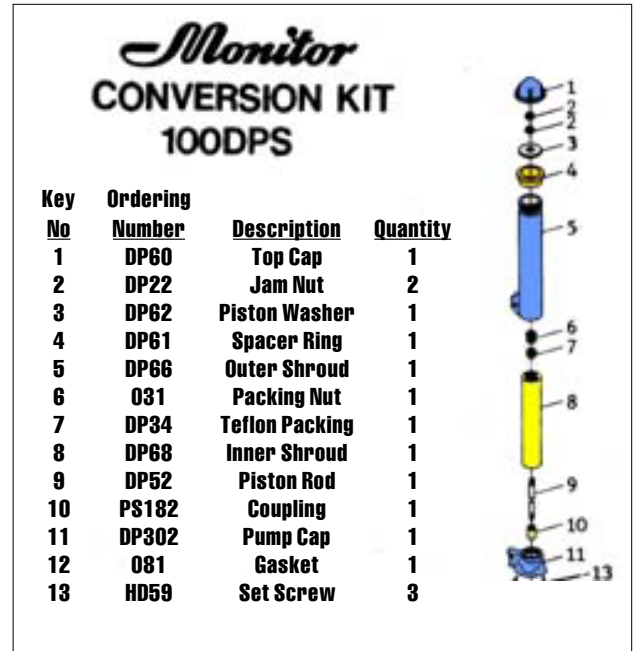 Monitor
CONVERSION KIT
100DPS
Key Ordering
No Number Description Quantity
1 DP60 Top Cap 1
2 DP22 Jam Nut 2
3 DP62 Piston Washer 1
4 DP61 Spacer Ring 1
5 DP66 Outer Shroud 1
6 031 Packing Nut 1
7 DP34 Teflon Packing 1
8 DP68 Inner Shroud 1
9 DP52 Piston Rod 1
10 PS182 Coupling 1
11 DP302 Pump Cap 1
12 081 Gasket 1
13 HD59 Set Screw 3
1
2
2
3
4
5
6
7
8
9
10
11
13